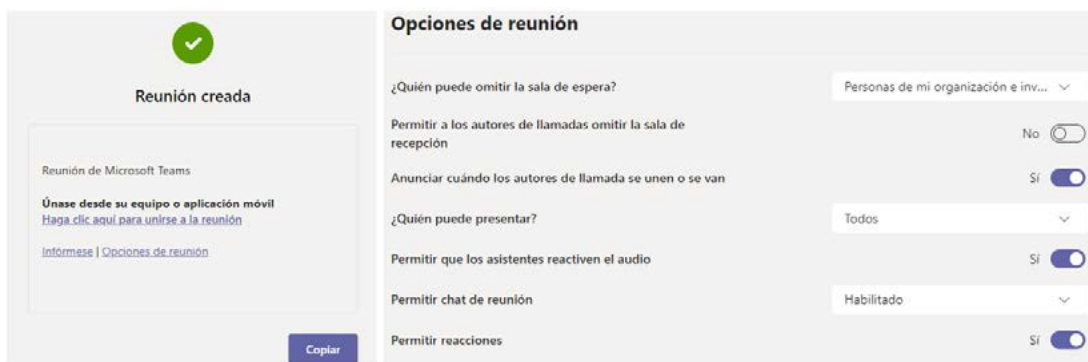 Reunión creada
Reunión de Microsoft Teams
Únase desde su equipo o aplicación móvil
Haga clic aquí para unirse a la reunión
Infórmese | Opciones de reunión
Copiar
Opciones de reunión
¿Quién puede omitir la sala de espera?
Personas de mi organización e inv...
Permitir a los autores de llamadas omitir la sala de
recepción
No
Anunciar cuándo los autores de llamada se unen o se van
Sí
¿Quién puede presentar?
Todos
Permitir que los asistentes reactiven el audio
Sí
Permitir chat de reunión
Habilitado
Permitir reacciones
Sí